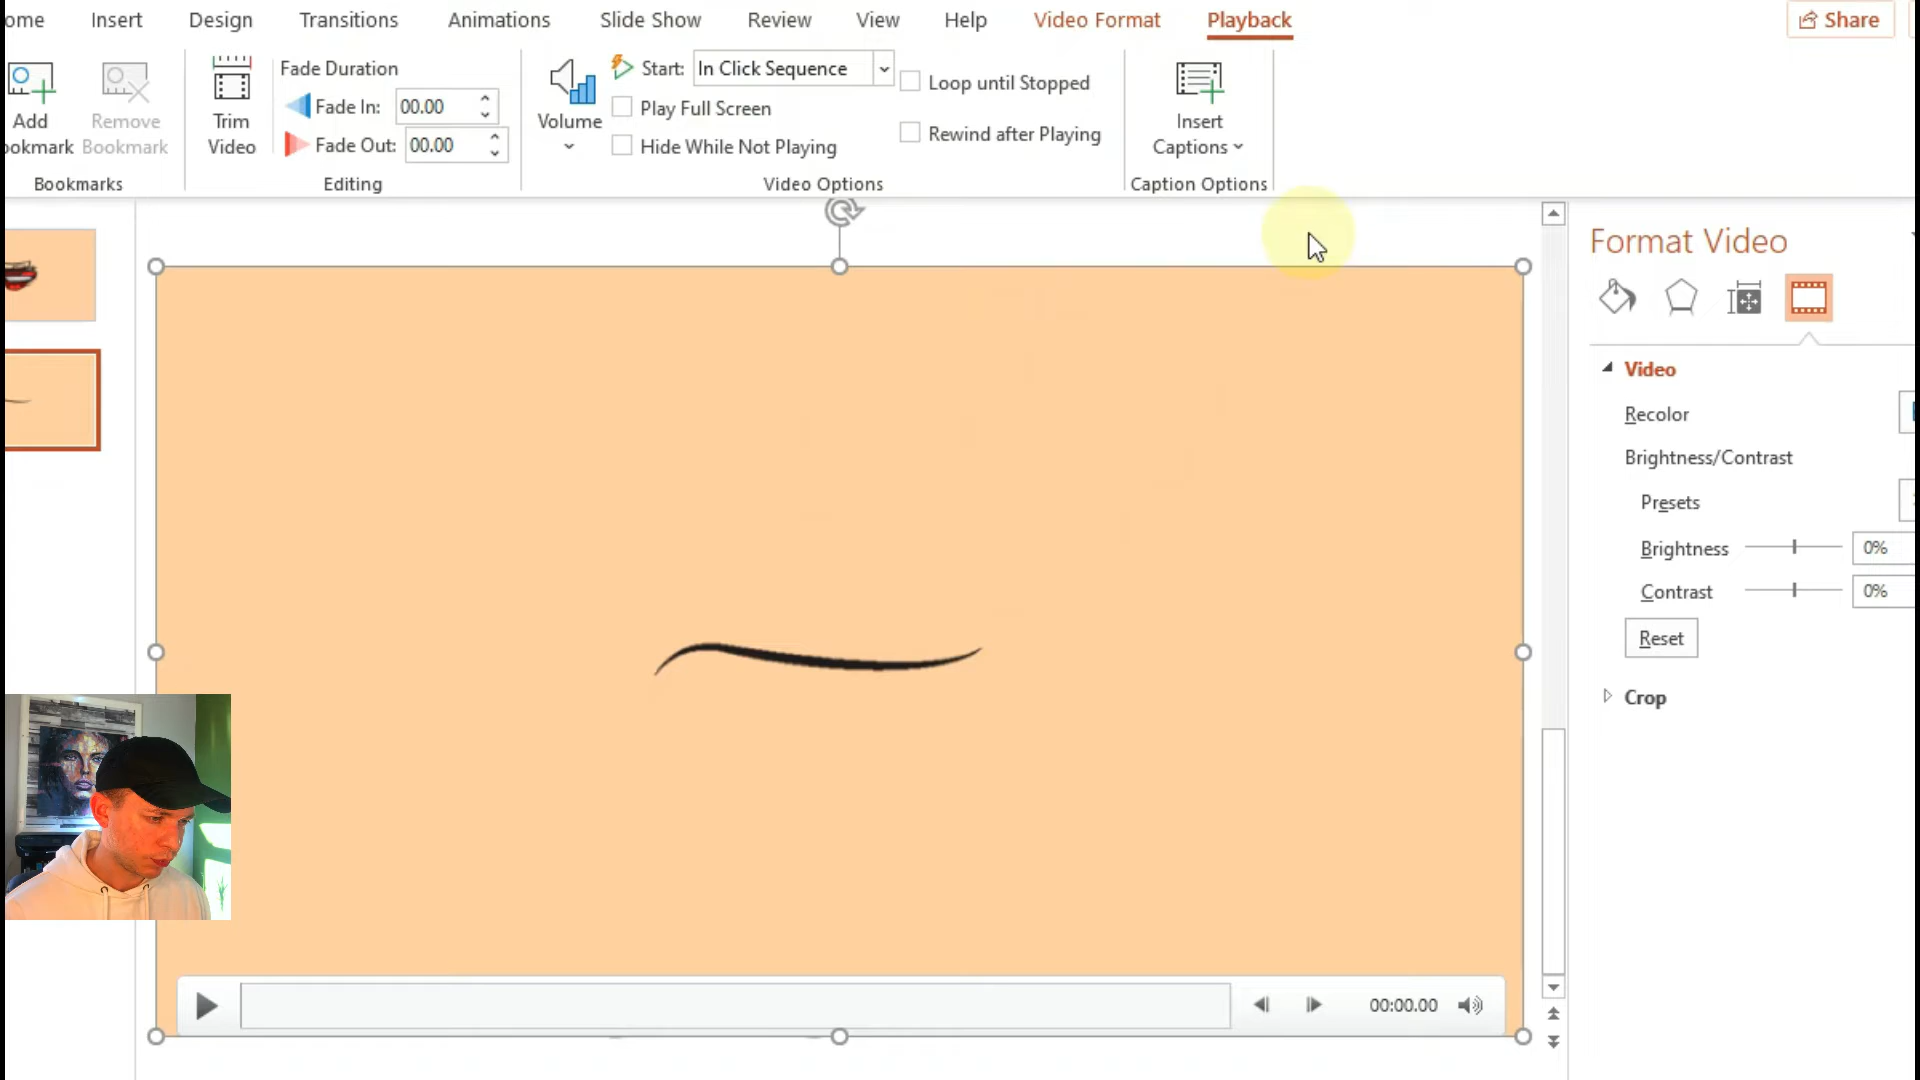 ome Insert Design Transitions Animations Slide Show Review View Help Video Format Playback Share
Add
ookmark
Remove
Bookmark
Bookmarks
Trim
Video
Fade Duration
Fade In: 00.00
Fade Out: 00.00
Editing
Volume
Start: In Click Sequence
Play Full Screen
Hide While Not Playing
Loop until Stopped
Rewind after Playing
Video Options
Insert
Captions
Caption Options
Format Video
Video
Recolor
Brightness/Contrast
Presets
Brightness 0%
Contrast 0%
Reset
Crop
00:00.00